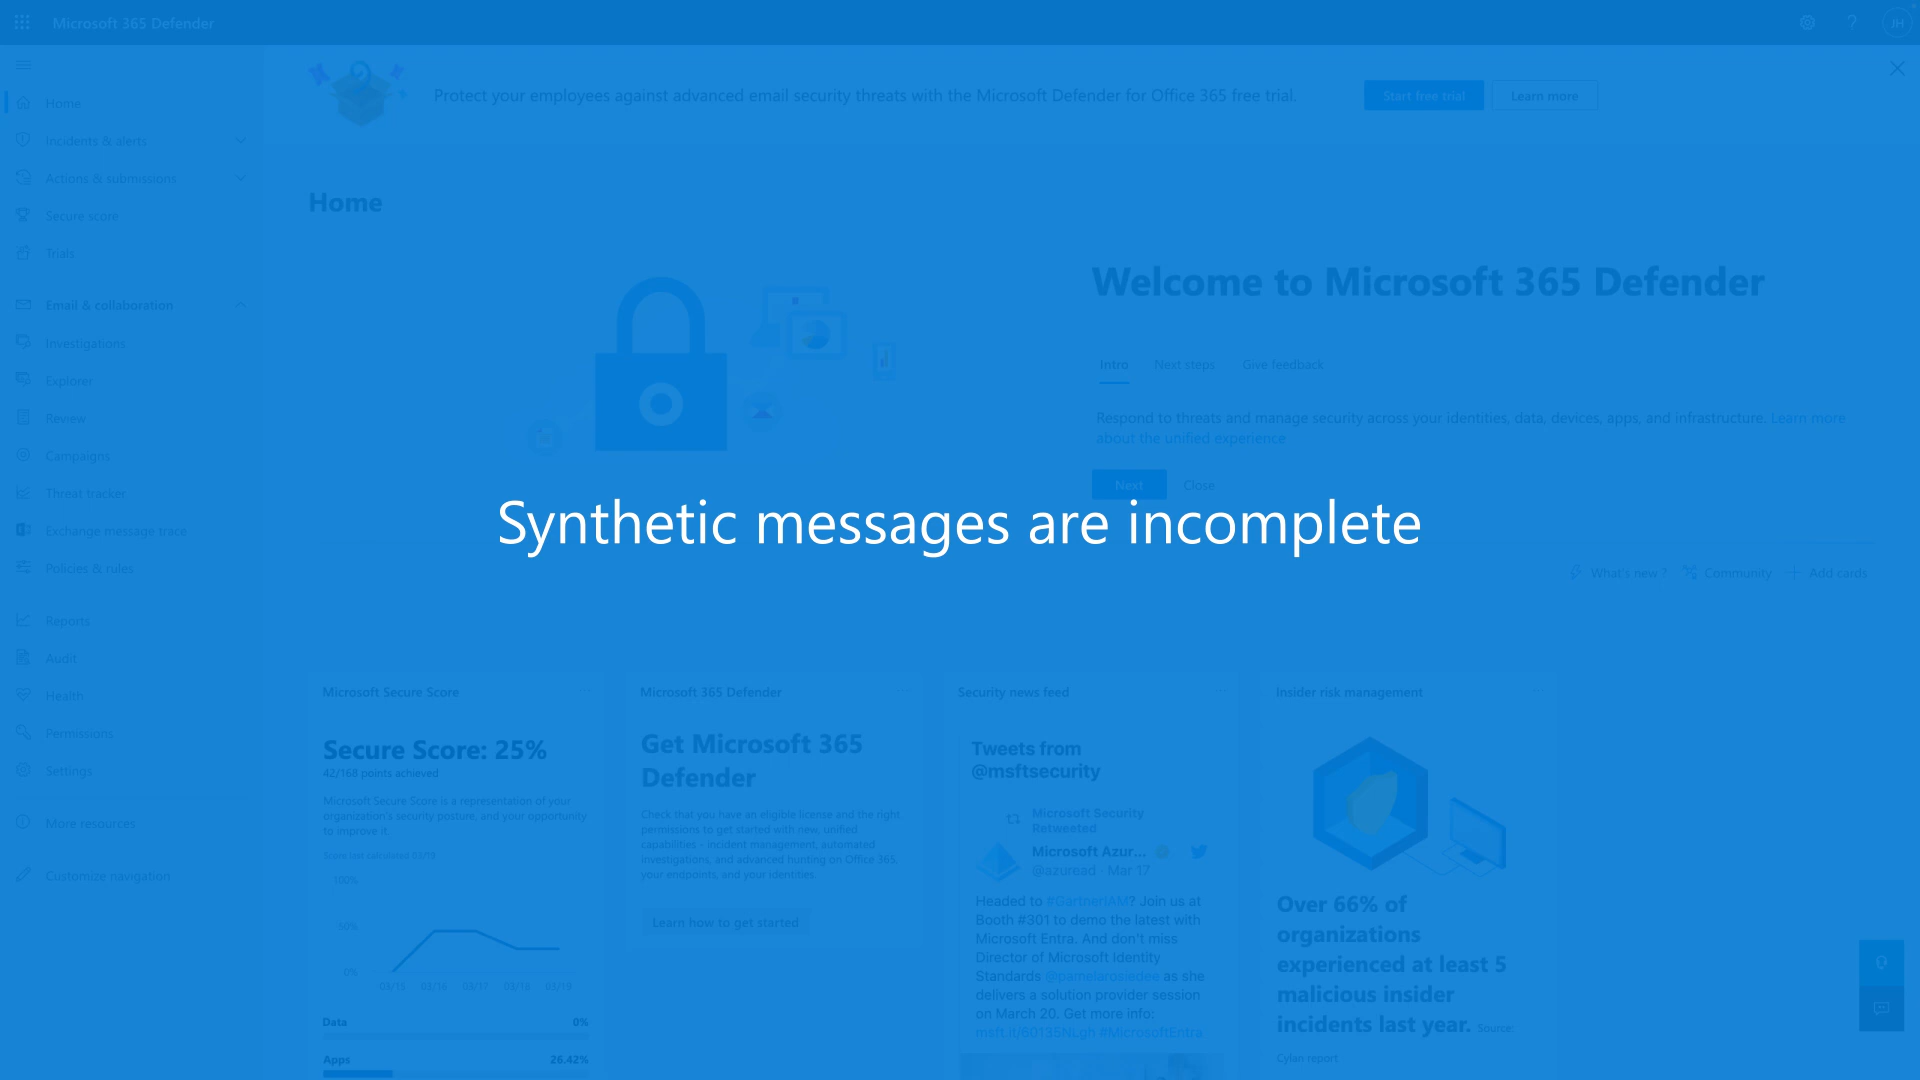 Microsoft 365 Defender
JH
Protect your employees against advanced email security threats with the Microsoft Defender for Office 365 free trial.
Start free trial
Learn more
Home
Incidents & alerts
Actions & submissions
Secure score
Trials
Email & collaboration
Investigations
Explorer
Review
Campaigns
Threat tracker
Exchange message trace
Policies & rules
Reports
Audit
Health
Permissions
Settings
More resources
Customize navigation
Home
Welcome to Microsoft 365 Defender
Intro
Next steps
Give feedback
Respond to threats and manage security across your identities, data, devices, apps, and infrastructure. Learn more
about the unified experience
Next
Close
Synthetic messages are incomplete
What's new?
Community
Add cards
Microsoft Secure Score
Secure Score: 25%
42/168 points achieved
Microsoft Secure Score is a representation of your
organization's security posture, and your opportunity
to improve it.
Score last calculated 03/19
100%
50%
0%
03/15 03/16 03/17 03/18 03/19
Data 0%
Apps 26.42%
Microsoft 365 Defender
Get Microsoft 365
Defender
Check that you have an eligible license and the right
permissions to get started with new, unified
capabilities - incident management, automated
investigations, and advanced hunting on Office 365,
your endpoints, and your identities.
Learn how to get started
Security news feed
Tweets from
@msftsecurity
Microsoft Security
Retweeted
Microsoft Azur...
@azuread · Mar 17
Headed to #GartnerIAM? Join us at
Booth #301 to demo the latest with
Microsoft Entra. And don't miss
Director of Microsoft Identity
Standards @pamelarosiedee as she
delivers a solution provider session
on March 20. Get more info:
msft.it/60135NLgh #MicrosoftEntra
Insider risk management
Over 66% of
organizations
experienced at least 5
malicious insider
incidents last year. Source:
Cylan report